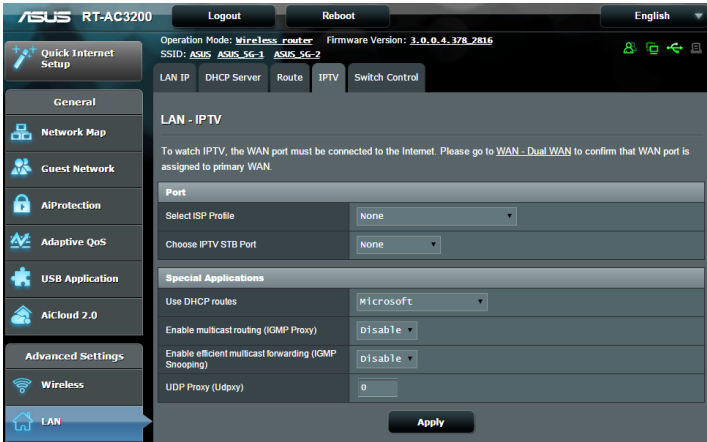 ASUS RT-AC3200 Logout Reboot English
Quick Internet Setup
Operation Mode: Wireless router Firmware Version: 3.0.0.4.378_2816
SSID: ASUS ASUS_5G-1 ASUS_5G-2
LAN IP DHCP Server Route IPTV Switch Control
General
Network Map
Guest Network
AiProtection
Adaptive QoS
USB Application
AiCloud 2.0
Advanced Settings
Wireless
LAN
LAN - IPTV
To watch IPTV, the WAN port must be connected to the Internet. Please go to WAN - Dual WAN to confirm that WAN port is
assigned to primary WAN.
Port
Select ISP Profile None
Choose IPTV STB Port None
Special Applications
Use DHCP routes Microsoft
Enable multicast routing (IGMP Proxy) Disable
Enable efficient multicast forwarding (IGMP
Snooping) Disable
UDP Proxy (Udpxy) 0
Apply